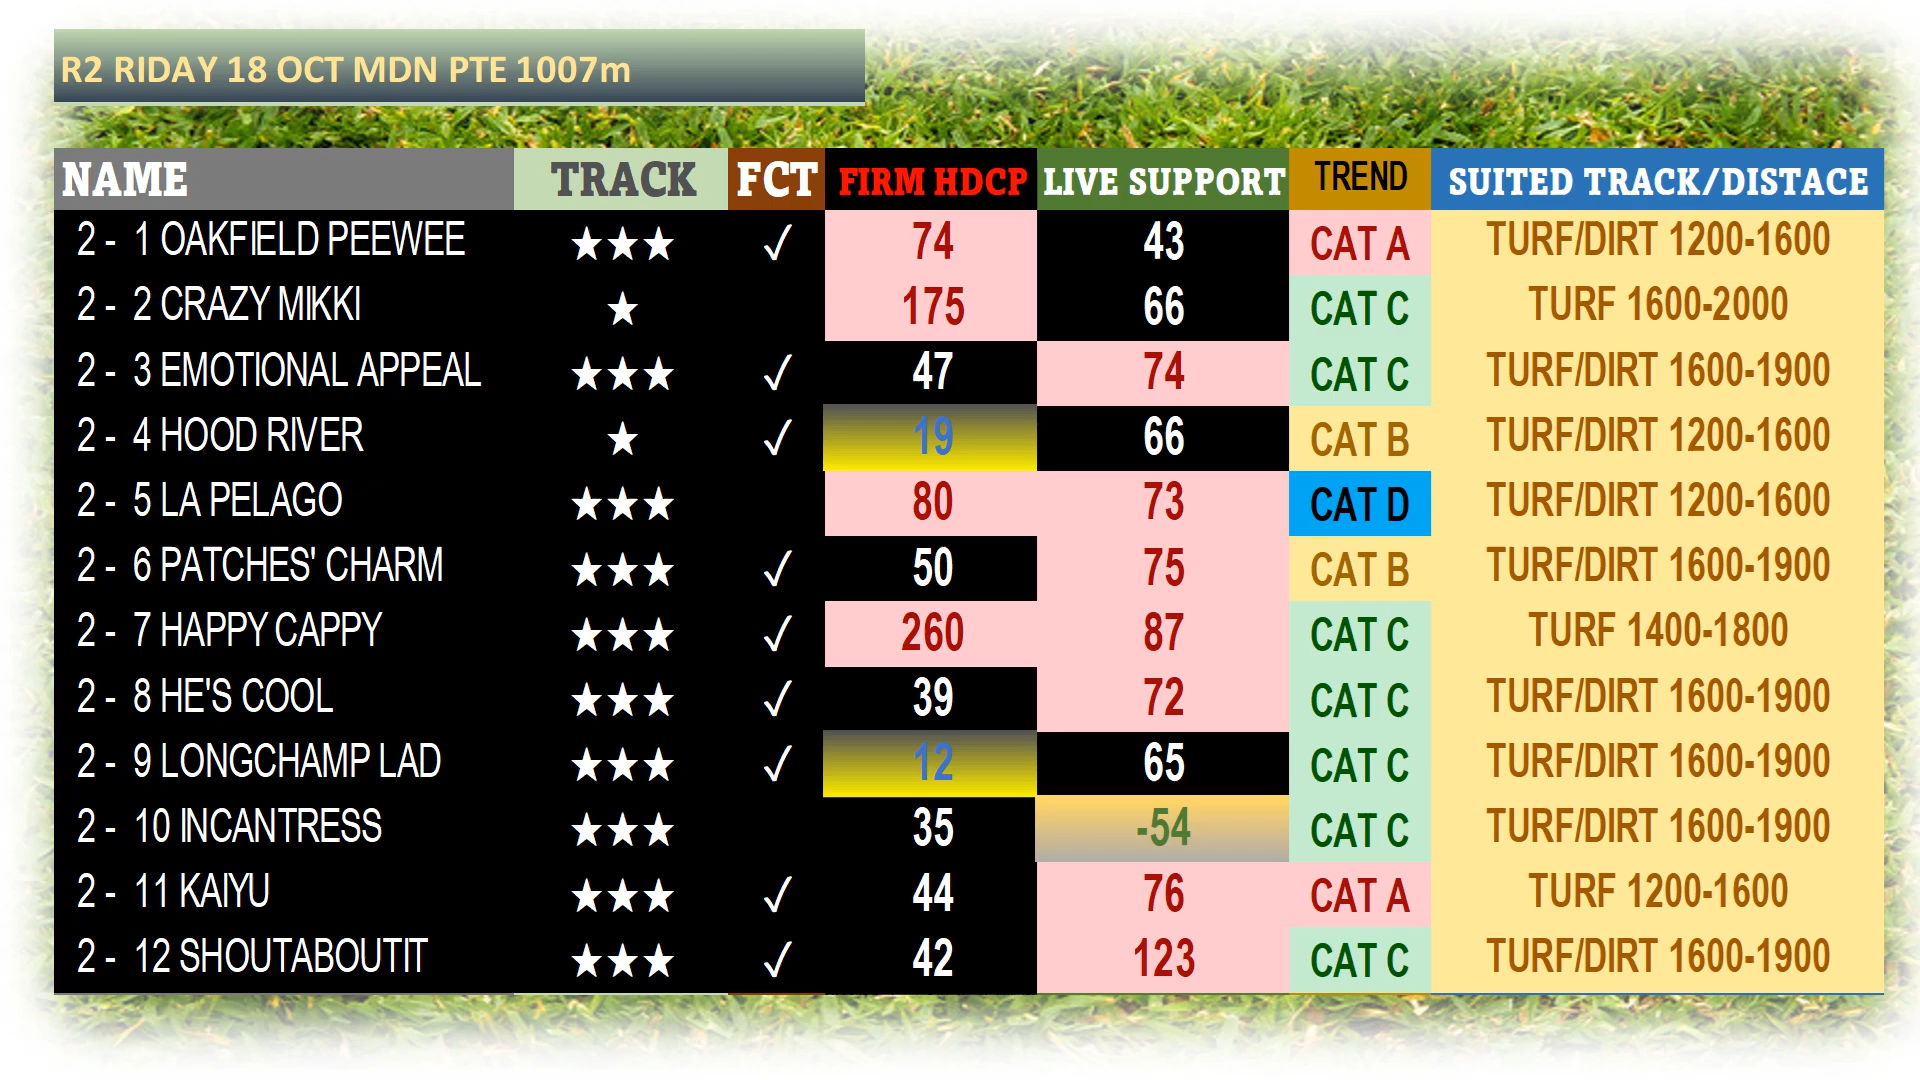 R2 RIDAY 18 OCT MDN PTE 1007m
NAME TRACK FCT FIRM HDCP LIVE SUPPORT TREND SUITED TRACK/DISTACE
2 - 1 OAKFIELD PEEWEE ★★★ ✓ 74 43 CAT A TURF/DIRT 1200-1600
2 - 2 CRAZY MIKKI ★ 175 66 CAT C TURF 1600-2000
2 - 3 EMOTIONAL APPEAL ★★★ ✓ 47 74 CAT C TURF/DIRT 1600-1900
2 - 4 HOOD RIVER ★ ✓ 19 66 CAT B TURF/DIRT 1200-1600
2 - 5 LA PELAGO ★★★ 80 73 CAT D TURF/DIRT 1200-1600
2 - 6 PATCHES' CHARM ★★★ ✓ 50 75 CAT B TURF/DIRT 1600-1900
2 - 7 HAPPY CAPPY ★★★ ✓ 260 87 CAT C TURF 1400-1800
2 - 8 HE'S COOL ★★★ ✓ 39 72 CAT C TURF/DIRT 1600-1900
2 - 9 LONGCHAMP LAD ★★★ ✓ 12 65 CAT C TURF/DIRT 1600-1900
2 - 10 INCANTRESS ★★★ 35 -54 CAT C TURF/DIRT 1600-1900
2 - 11 KAIYU ★★★ ✓ 44 76 CAT A TURF 1200-1600
2 - 12 SHOUTABOUTIT ★★★ ✓ 42 123 CAT C TURF/DIRT 1600-1900